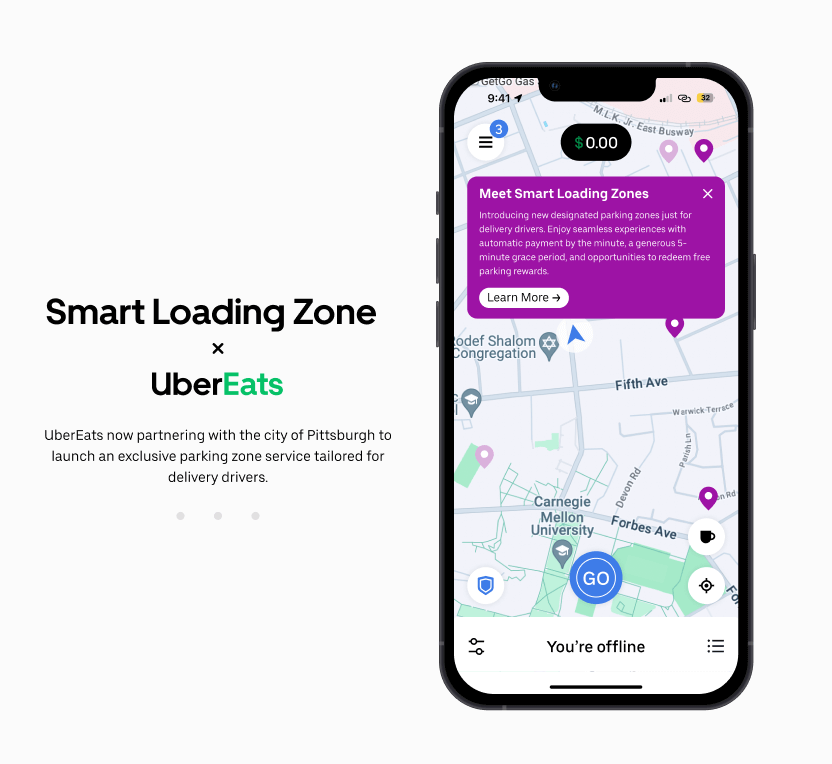 Smart Loading Zone
×
UberEats
UberEats now partnering with the city of Pittsburgh to
launch an exclusive parking zone service tailored for
delivery drivers.
GetGo Gas
9:41
32
M.L.K. Jr. East Busway
3
$0.00
Meet Smart Loading Zones
Introducing new designated parking zones just for
delivery drivers. Enjoy seamless experiences with
automatic payment by the minute, a generous 5-
minute grace period, and opportunities to redeem free
parking rewards.
Learn More →
odef Shalom
Congregation
Fifth Ave
Warwick Terrace
Parish Ln
Devon Rd
Carnegie
Mellon
University
Forbes Ave
GO
You're offline